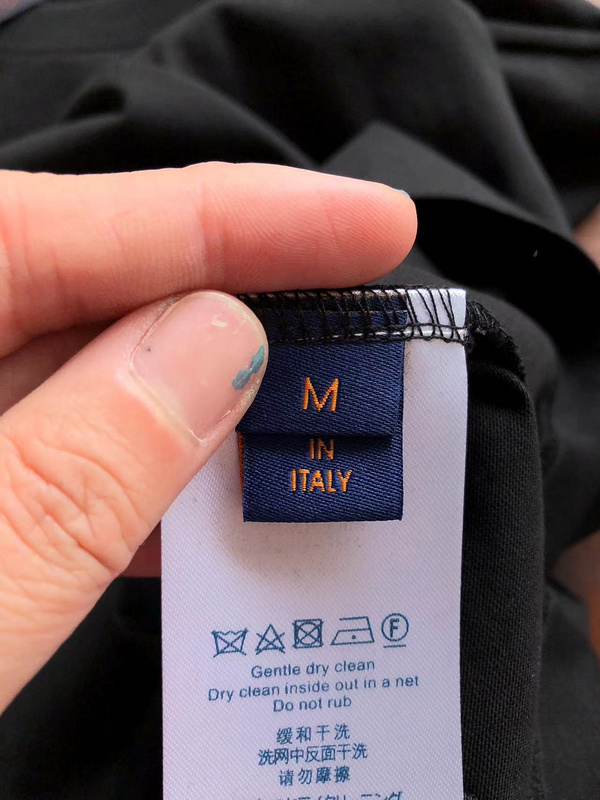 M
IN
ITALY
F
Gentle dry clean
Dry clean inside out in a net
Do not rub
缓和干洗
洗网中反面干洗
请勿摩擦